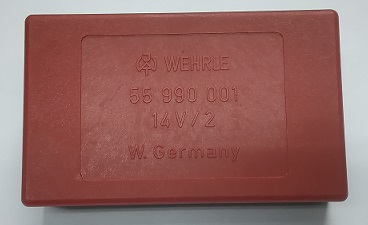 WEHRLE
55 990 001
14V/2
W. Germany